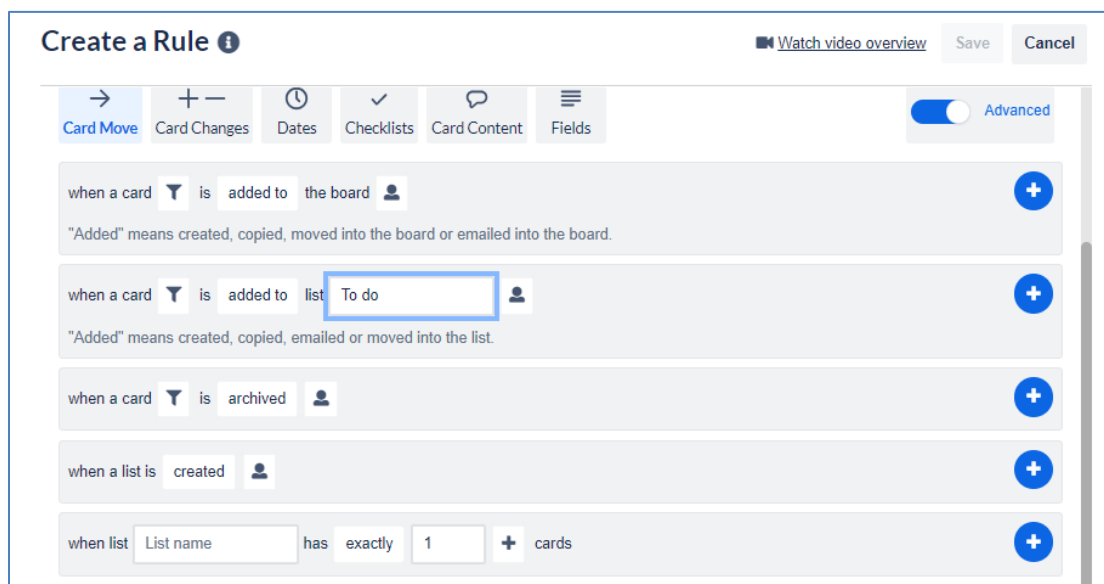 Create a Rule
Watch video overview Save Cancel
Card Move Card Changes Dates Checklists Card Content Fields Advanced
when a card is added to the board
"Added" means created, copied, moved into the board or emailed into the board.
when a card is added to list To do
"Added" means created, copied, emailed or moved into the list.
when a card is archived
when a list is created
when list List name has exactly 1 cards